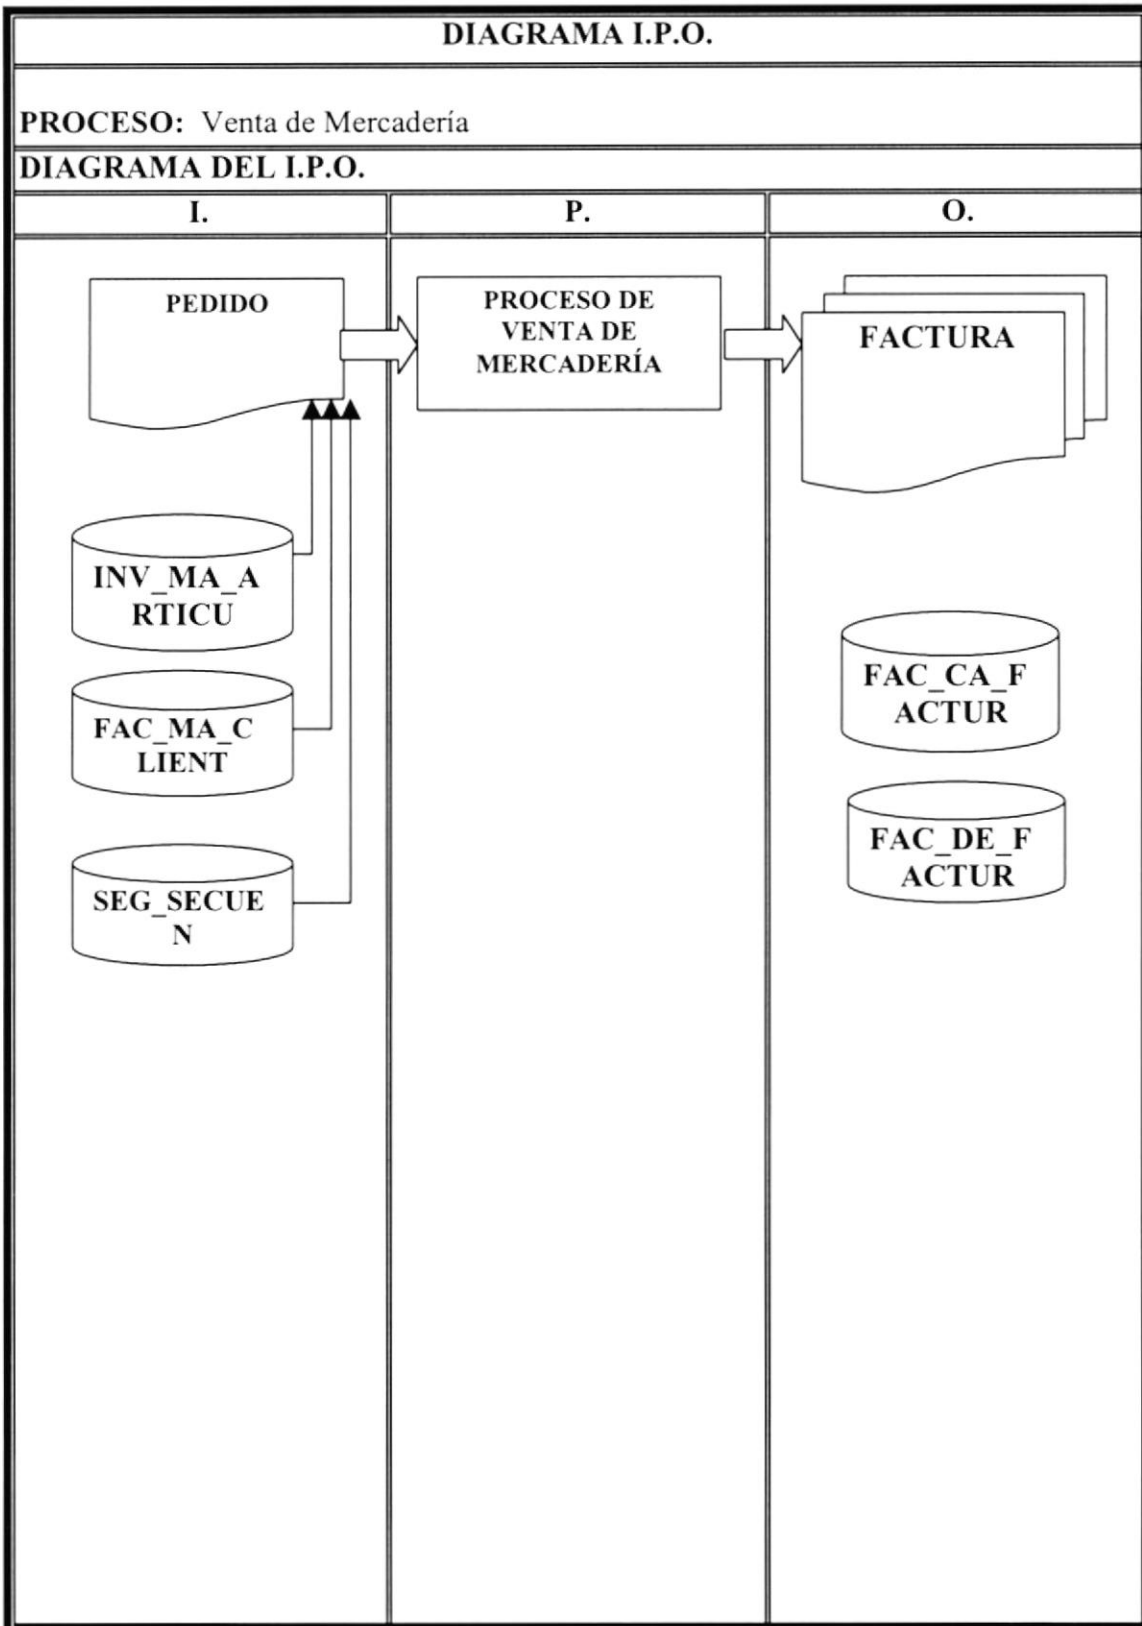 DIAGRAMA I.P.O.
PROCESO: Venta de Mercadería
DIAGRAMA DEL I.P.O.
I.
P.
O.
PEDIDO
PROCESO DE
VENTA DE
MERCADERÍA
FACTURA
INV_MA_A
RTICU
FAC_MA_C
LIENT
SEG_SECUE
N
FAC_CA_F
ACTUR
FAC_DE_F
ACTUR